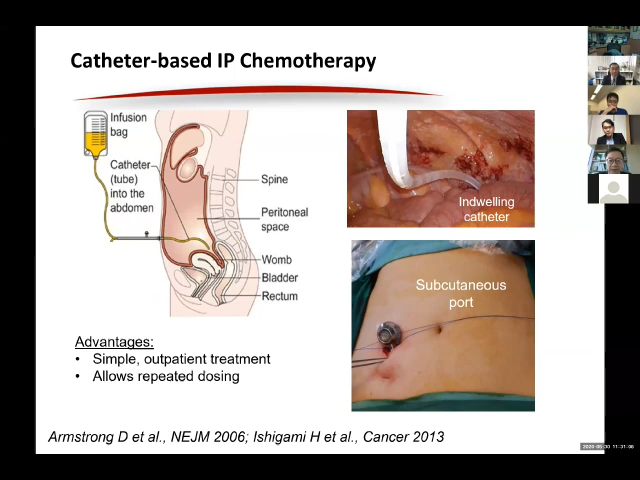 Catheter-based IP Chemotherapy
Infusion
bag
Catheter
(tube)
into the
abdomen
Spine
Peritoneal
space
Womb
Bladder
Rectum
Indwelling
catheter
Subcutaneous
port
Advantages:
• Simple, outpatient treatment
• Allows repeated dosing
Armstrong D et al., NEJM 2006; Ishigami H et al., Cancer 2013